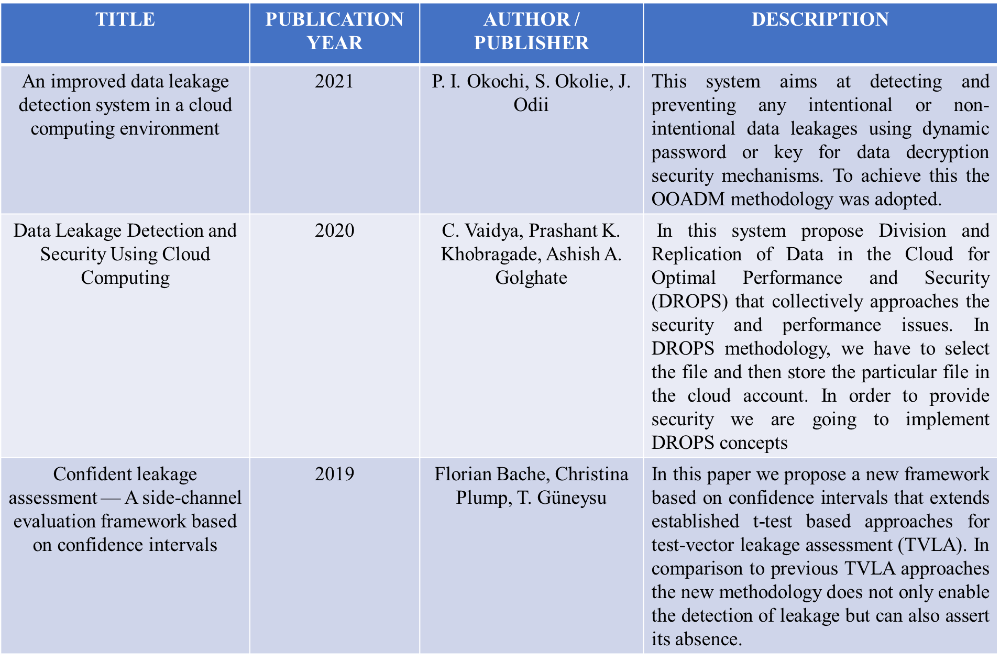 TITLE
PUBLICATION
YEAR
AUTHOR /
PUBLISHER
DESCRIPTION
An improved data leakage
detection system in a cloud
computing environment
2021
P. I. Okochi, S. Okolie, J.
Odii
This system aims at detecting and
preventing any intentional or non-
intentional data leakages using dynamic
password or key for data decryption
security mechanisms. To achieve this the
OOADM methodology was adopted.
Data Leakage Detection and
Security Using Cloud
Computing
2020
C. Vaidya, Prashant K.
Khobragade, Ashish A.
Golghate
In this system propose Division and
Replication of Data in the Cloud for
Optimal Performance and Security
(DROPS) that collectively approaches the
security and performance issues. In
DROPS methodology, we have to select
the file and then store the particular file in
the cloud account. In order to provide
security we are going to implement
DROPS concepts
Confident leakage
assessment — A side-channel
evaluation framework based
on confidence intervals
2019
Florian Bache, Christina
Plump, T. Güneysu
In this paper we propose a new framework
based on confidence intervals that extends
established t-test based approaches for
test-vector leakage assessment (TVLA). In
comparison to previous TVLA approaches
the new methodology does not only enable
the detection of leakage but can also assert
its absence.